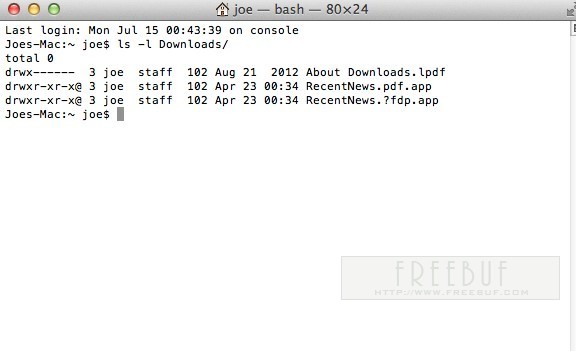 joe — bash — 80×24
Last login: Mon Jul 15 00:43:39 on console
Joes-Mac:~ joe$ ls -l Downloads/
total 0
drwx------  3 joe  staff  102 Aug 21  2012 About Downloads.lpdf
drwxr-xr-x@ 3 joe  staff  102 Apr 23 00:34 RecentNews.pdf.app
drwxr-xr-x@ 3 joe  staff  102 Apr 23 00:34 RecentNews.?fdp.app
Joes-Mac:~ joe$
FREEBUF
HTTP://WWW.FREEBUF.COM